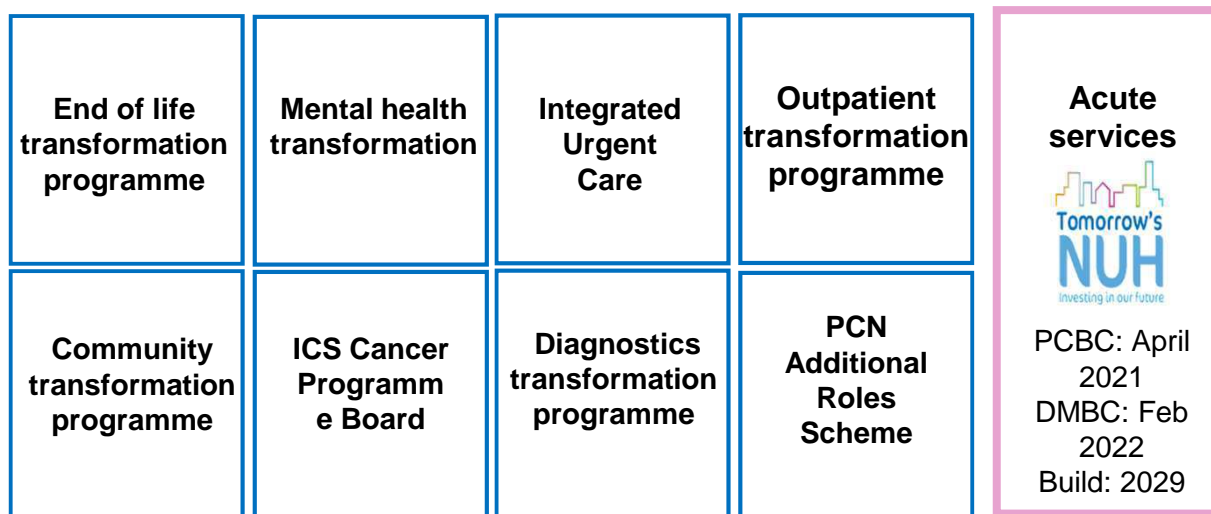 End of life
transformation
programme
Mental health
transformation
Integrated
Urgent
Care
Outpatient
transformation
programme
Community
transformation
programme
ICS Cancer
Programm
e Board
Diagnostics
transformation
programme
PCN
Additional
Roles
Scheme
Acute
services
Tomorrow's
NUH
Investing in our future
PCBC: April
2021
DMBC: Feb
2022
Build: 2029